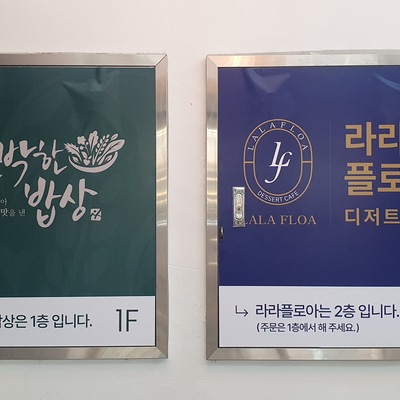 박한
밥상
맛을 낸
상은 1층 입니다.
1F
LALAFLOA
Lf
DESSERT CAFE
LALA FLOA
라라
플로
디저트
↳ 라라플로아는 2층 입니다.
(주문은 1층에서 해 주세요.)